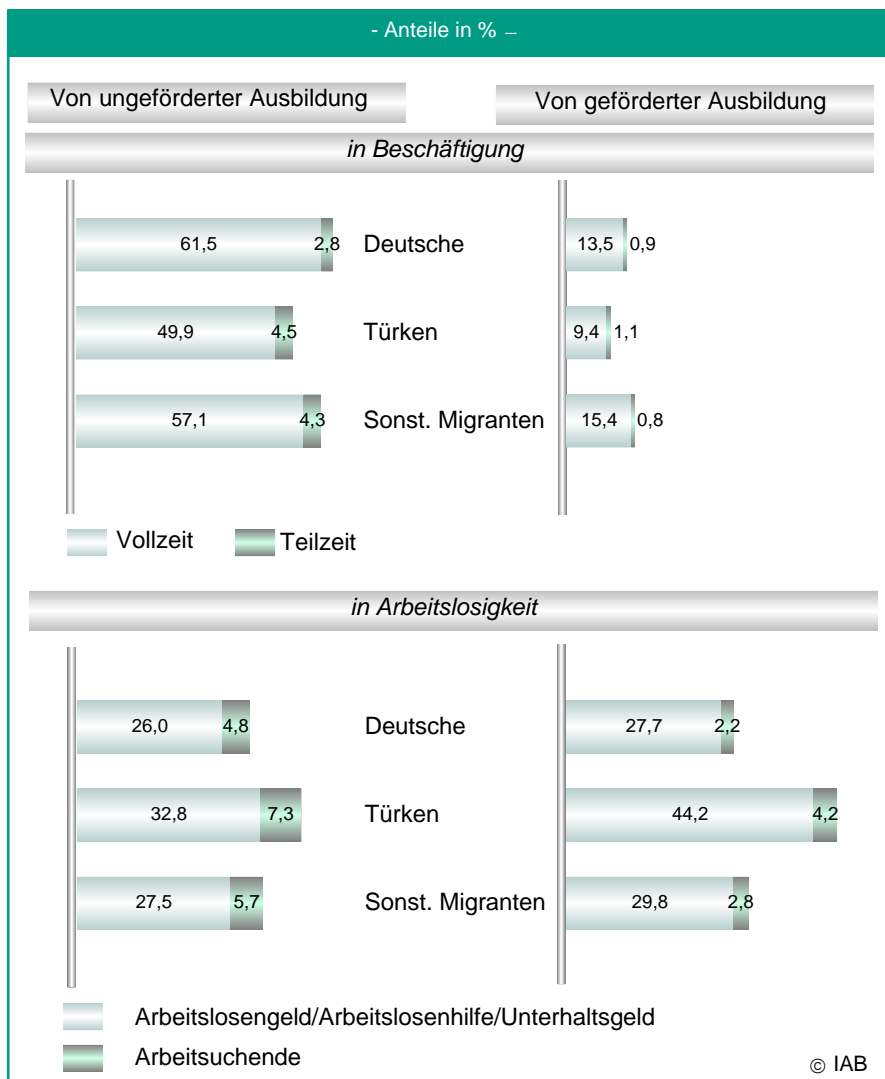 - Anteile in % –
Von ungeförderter Ausbildung Von geförderter Ausbildung
in Beschäftigung
61,5 2,8 Deutsche 13,5 0,9
49,9 4,5 Türken 9,4 1,1
57,1 4,3 Sonst. Migranten 15,4 0,8
Vollzeit Teilzeit
in Arbeitslosigkeit
26,0 4,8 Deutsche 27,7 2,2
32,8 7,3 Türken 44,2 4,2
27,5 5,7 Sonst. Migranten 29,8 2,8
Arbeitslosengeld/Arbeitslosenhilfe/Unterhaltsgeld
Arbeitsuchende
© IAB